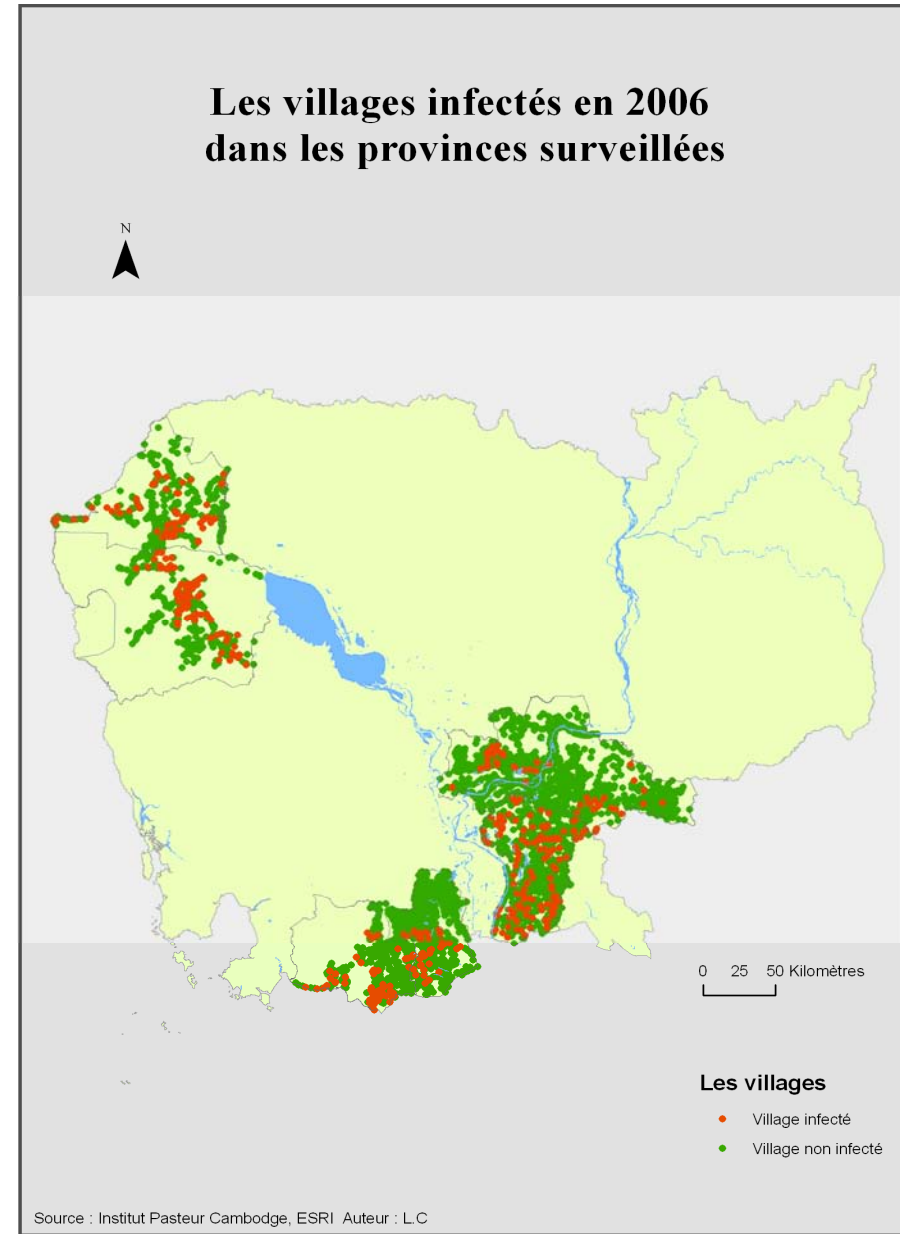 Les villages infectés en 2006
dans les provinces surveillées
N
0 25 50 Kilomètres
Les villages
Village infecté
Village non infecté
Source : Institut Pasteur Cambodge, ESRI Auteur : L.C